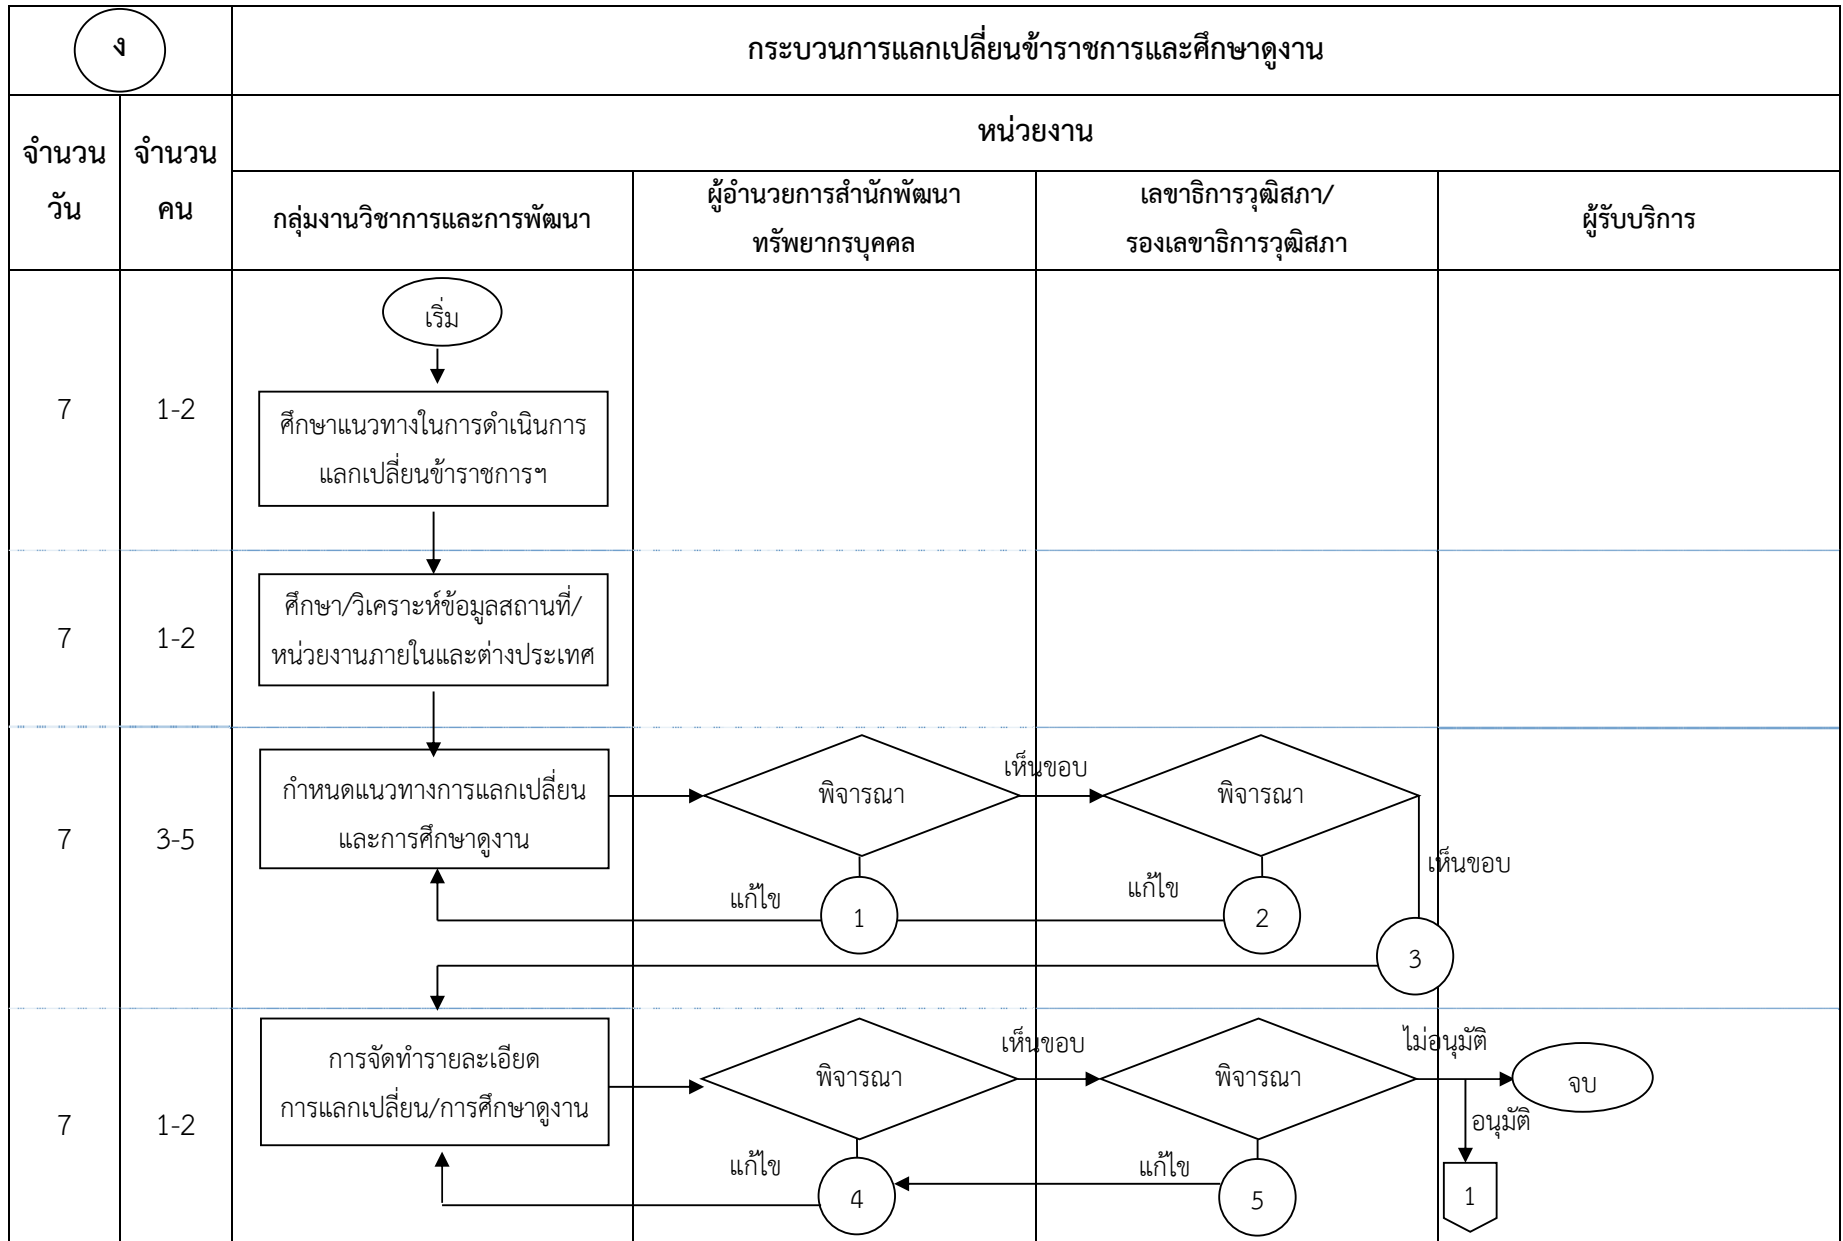 ง
กระบวนการแลกเปลี่ยนข้าราชการและศึกษาดูงาน
จำนวน
วัน
จำนวน
คน
หน่วยงาน
กลุ่มงานวิชาการและการพัฒนา
ผู้อำนวยการสำนักพัฒนา
ทรัพยากรบุคคล
เลขาธิการวุฒิสภา/
รองเลขาธิการวุฒิสภา
ผู้รับบริการ
เริ่ม
7
1-2
ศึกษาแนวทางในการดำเนินการ
แลกเปลี่ยนข้าราชการฯ
7
1-2
ศึกษา/วิเคราะห์ข้อมูลสถานที่/
หน่วยงานภายในและต่างประเทศ
7
3-5
กำหนดแนวทางการแลกเปลี่ยน
และการศึกษาดูงาน
พิจารณา
เห็นขอบ
พิจารณา
เห็นขอบ
แก้ไข
1
แก้ไข
2
3
7
1-2
การจัดทำรายละเอียด
การแลกเปลี่ยน/การศึกษาดูงาน
พิจารณา
เห็นขอบ
พิจารณา
ไม่อนุมัติ
จบ
อนุมัติ
แก้ไข
4
แก้ไข
5
1